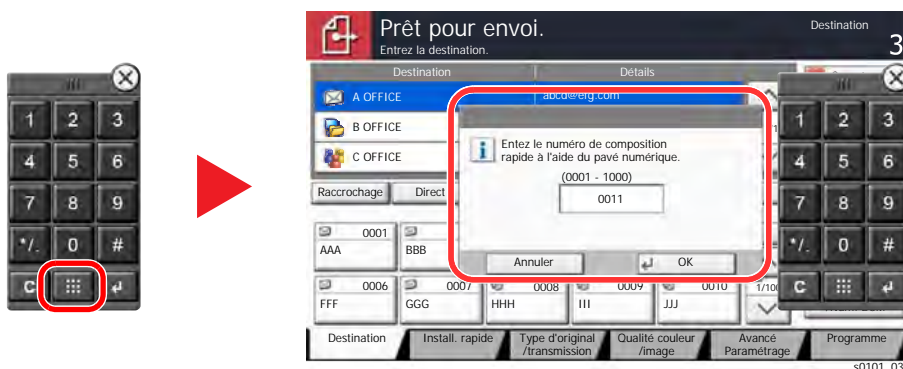 1 2 3
4 5 6
7 8 9
*/. 0 #
C
Prêt pour envoi.
Entrez la destination.
Destination
3
Destination Détails
A OFFICE abcd@efg.com
B OFFICE
C OFFICE
Entez le numéro de composition
rapide à l'aide du pavé numérique.
(0001 - 1000)
0011
Annuler OK
Raccrochage Direct
0001
AAA BBB
0006 0007 0008 0009 0010
FFF GGG HHH III JJJ
1/100
1 2 3
4 5 6
7 8 9
*/. 0 #
C
Destination Install. rapide Type d'original
/transmission Qualité couleur
/image Avancé
Paramétrage Programme
s0101_03